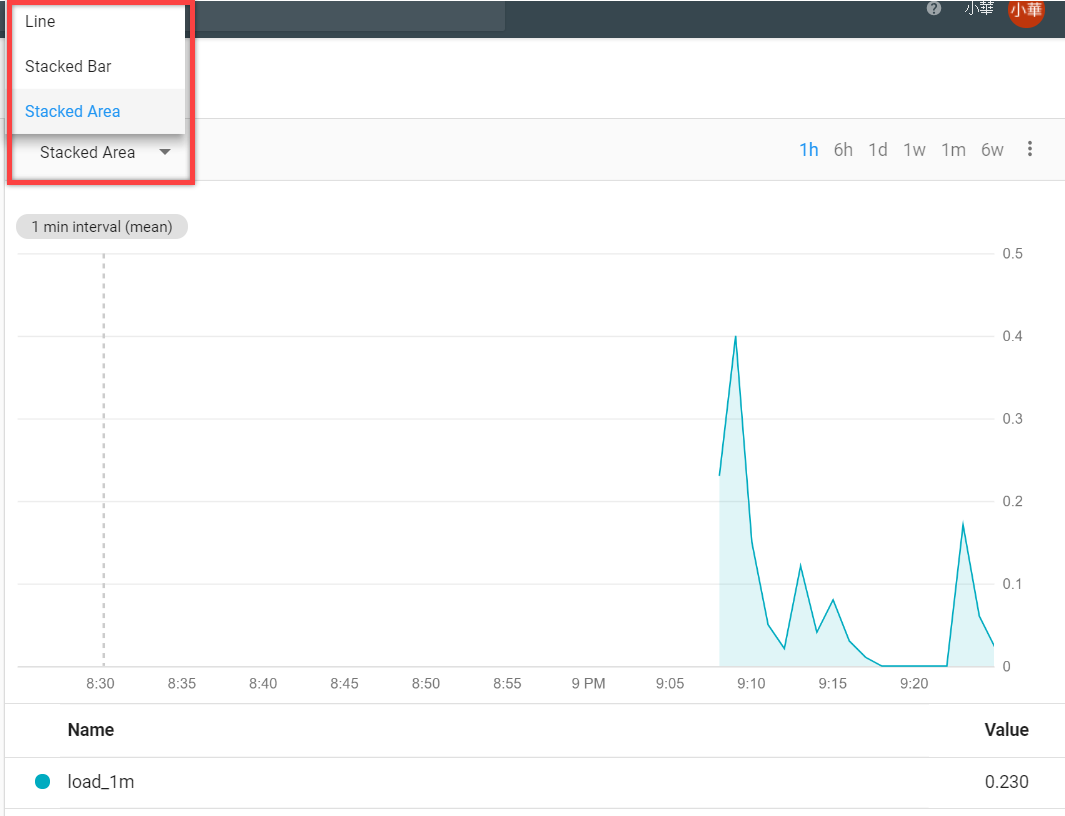 Line
小華
小華
Stacked Bar
Stacked Area
Stacked Area
1h 6h 1d 1w 1m 6w
1 min interval (mean)
0.5
0.4
0.3
0.2
0.1
0
8:30 8:35 8:40 8:45 8:50 8:55 9 PM 9:05 9:10 9:15 9:20
Name Value
load_1m 0.230